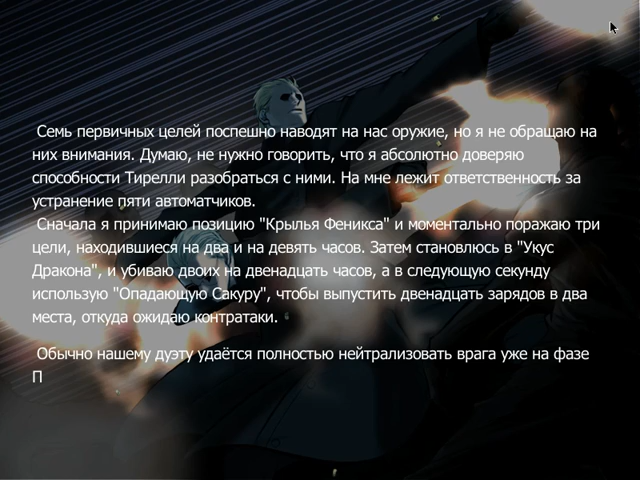 Семь первичных целей поспешно наводят на нас оружие, но я не обращаю на
них внимания. Думаю, не нужно говорить, что я абсолютно доверяю
способности Тирелли разобраться с ними. На мне лежит ответственность за
устранение пяти автоматчиков.
Сначала я принимаю позицию "Крылья Феникса" и моментально поражаю три
цели, находившиеся на два и на девять часов. Затем становлюсь в "Укус
Дракона", и убиваю двоих на двенадцать часов, а в следующую секунду
использую "Опадающую Сакуру", чтобы выпустить двенадцать зарядов в два
места, откуда ожидаю контратаки.
Обычно нашему дуэту удаётся полностью нейтрализовать врага уже на фазе
П